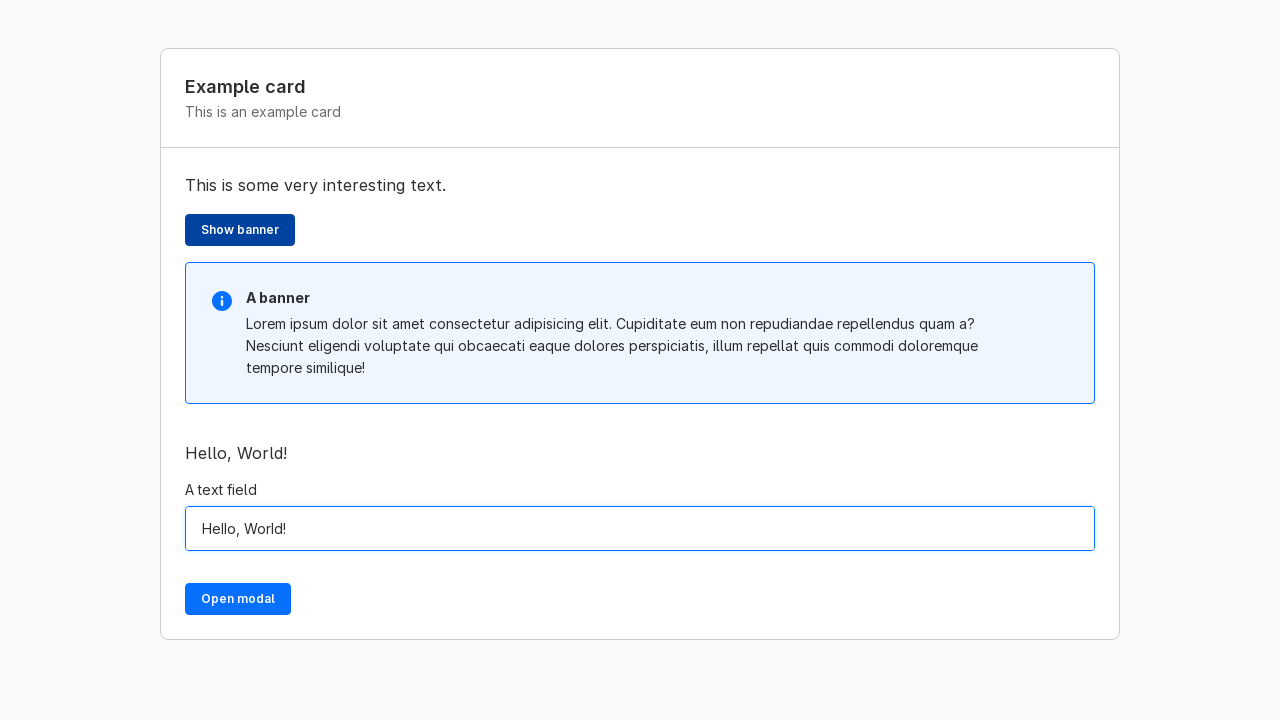 Example card
This is an example card
This is some very interesting text.
Show banner
A banner
Lorem ipsum dolor sit amet consectetur adipisicing elit. Cupiditate eum non repudiandae repellendus quam a?
Nesciunt eligendi voluptate qui obcaecati eaque dolores perspiciatis, illum repellat quis commodi doloremque
tempore similique!
Hello, World!
A text field
Hello, World!
Open modal